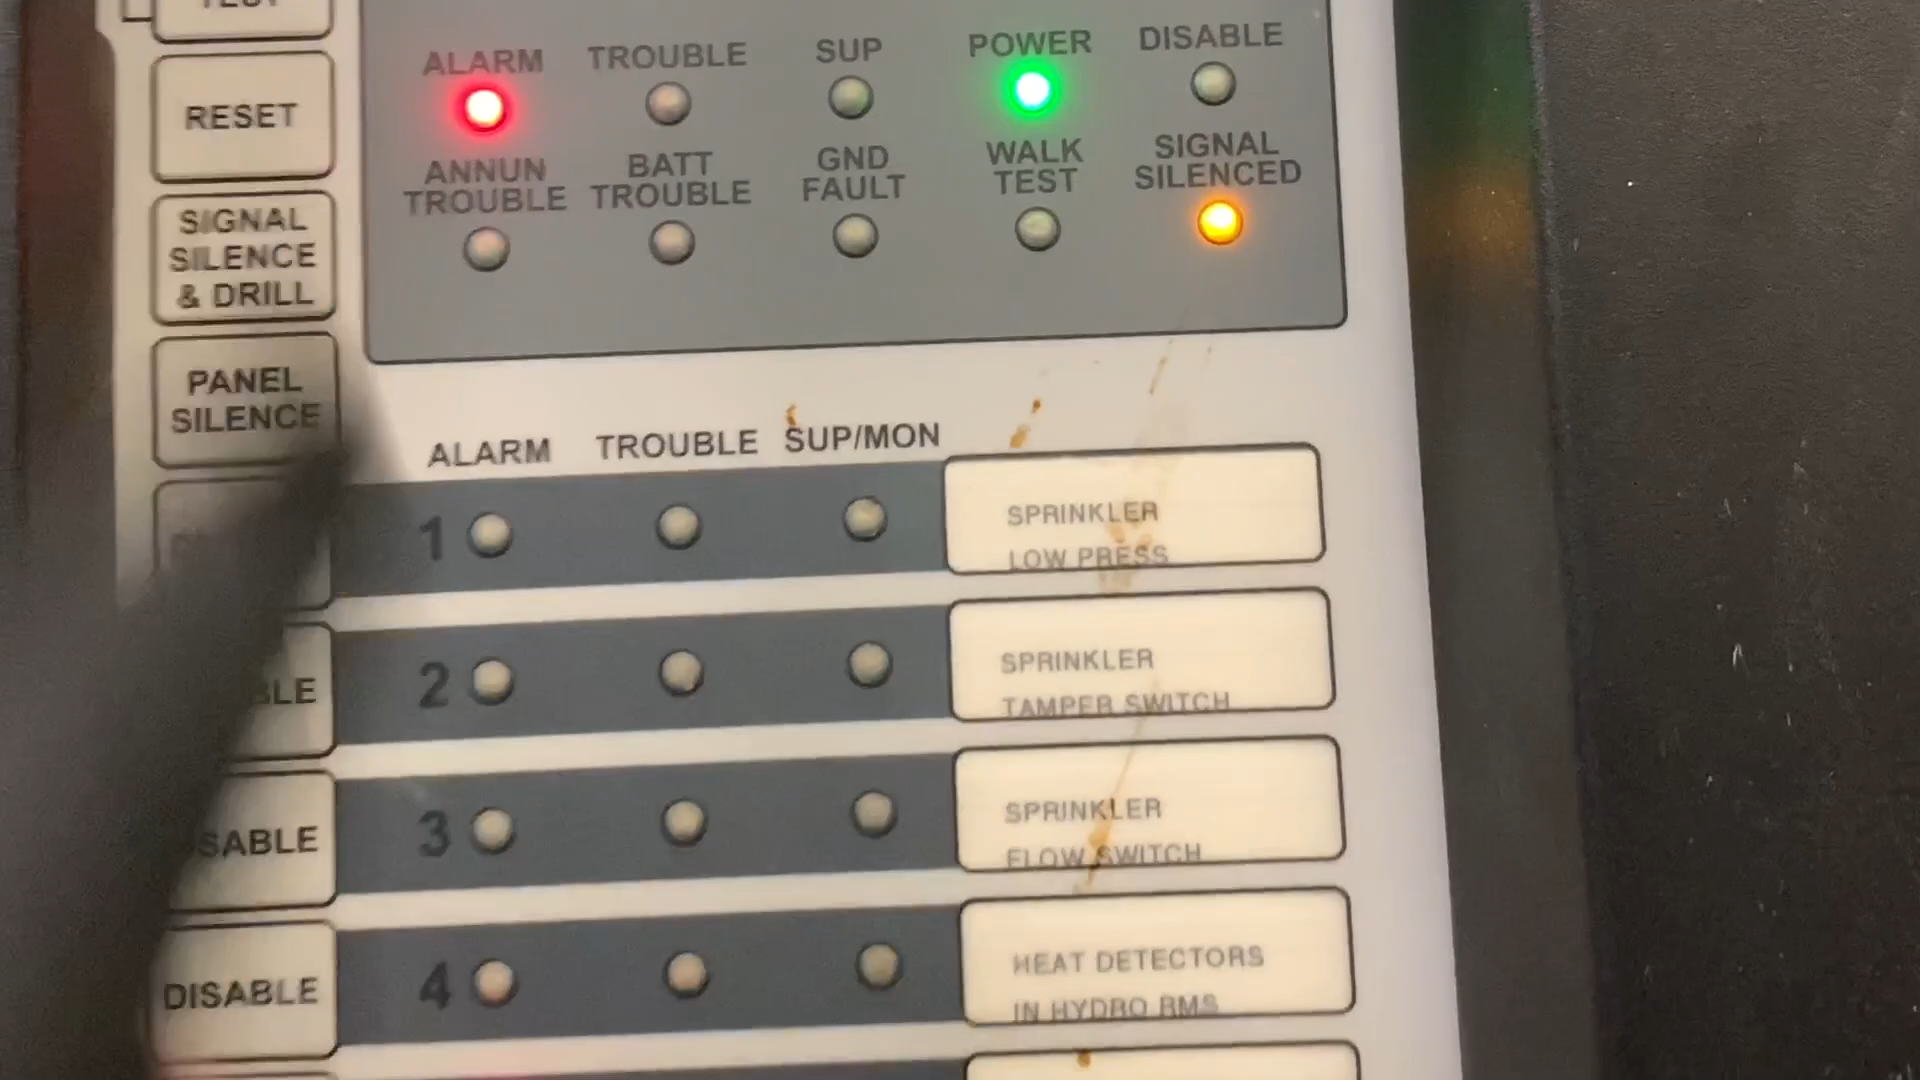 TEST
RESET
SIGNAL
SILENCE
& DRILL
PANEL
SILENCE
ALARM TROUBLE SUP POWER DISABLE
ANNUN
TROUBLE
BATT
TROUBLE
GND
FAULT
WALK
TEST
SIGNAL
SILENCED
ALARM TROUBLE SUP/MON
1
SPRINKLER
LOW PRESS
2
SPRINKLER
TAMPER SWITCH
3
SPRINKLER
FLOW SWITCH
DISABLE
4
HEAT DETECTORS
IN HYDRO RMS